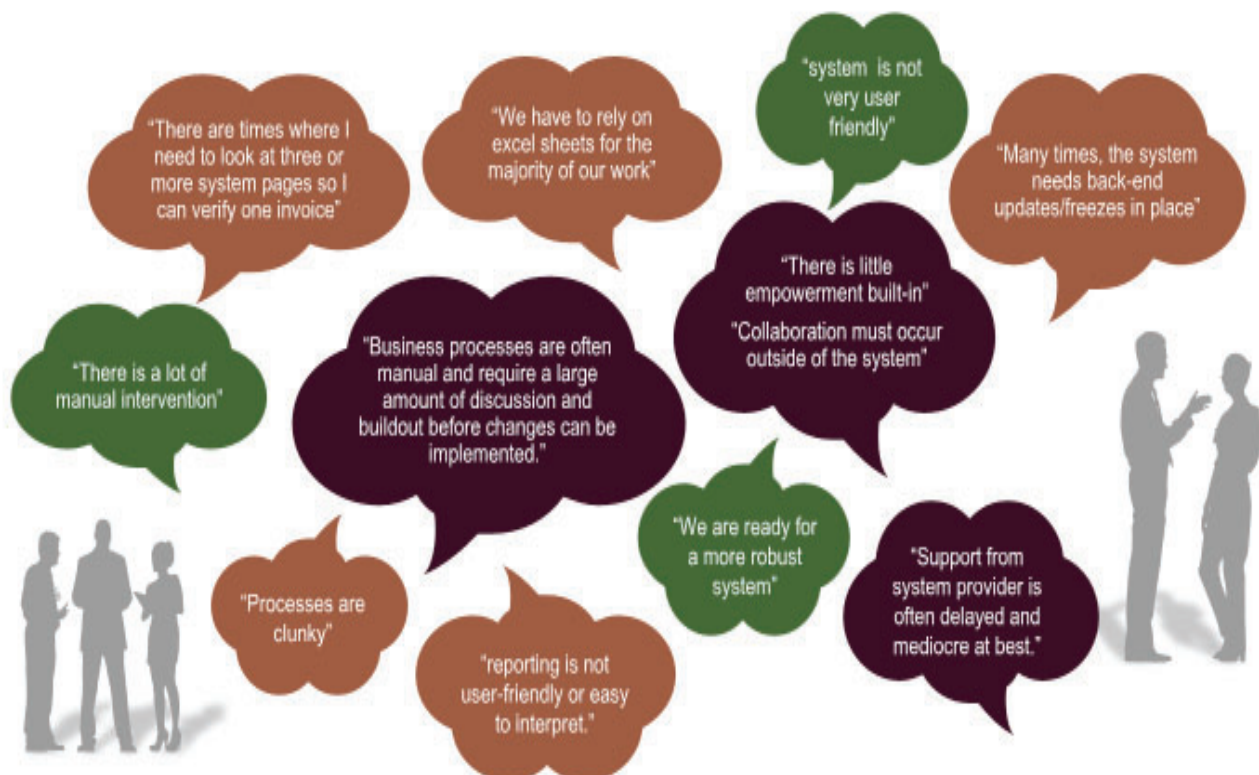 “There are times where I
need to look at three or
more system pages so I
can verify one invoice”
“We have to rely on
excel sheets for the
majority of our work”
“system is not
very user
friendly”
“Many times, the system
needs back-end
updates/freezes in place”
“There is little
empowerment built-in”
“Collaboration must occur
outside of the system”
“There is a lot of
manual intervention”
“Business processes are often
manual and require a large
amount of discussion and
buildout before changes can be
implemented.”
“We are ready for
a more robust
system”
“Support from
system provider is
often delayed and
mediocre at best.”
“Processes are
clunky”
“reporting is not
user-friendly or easy
to interpret.”